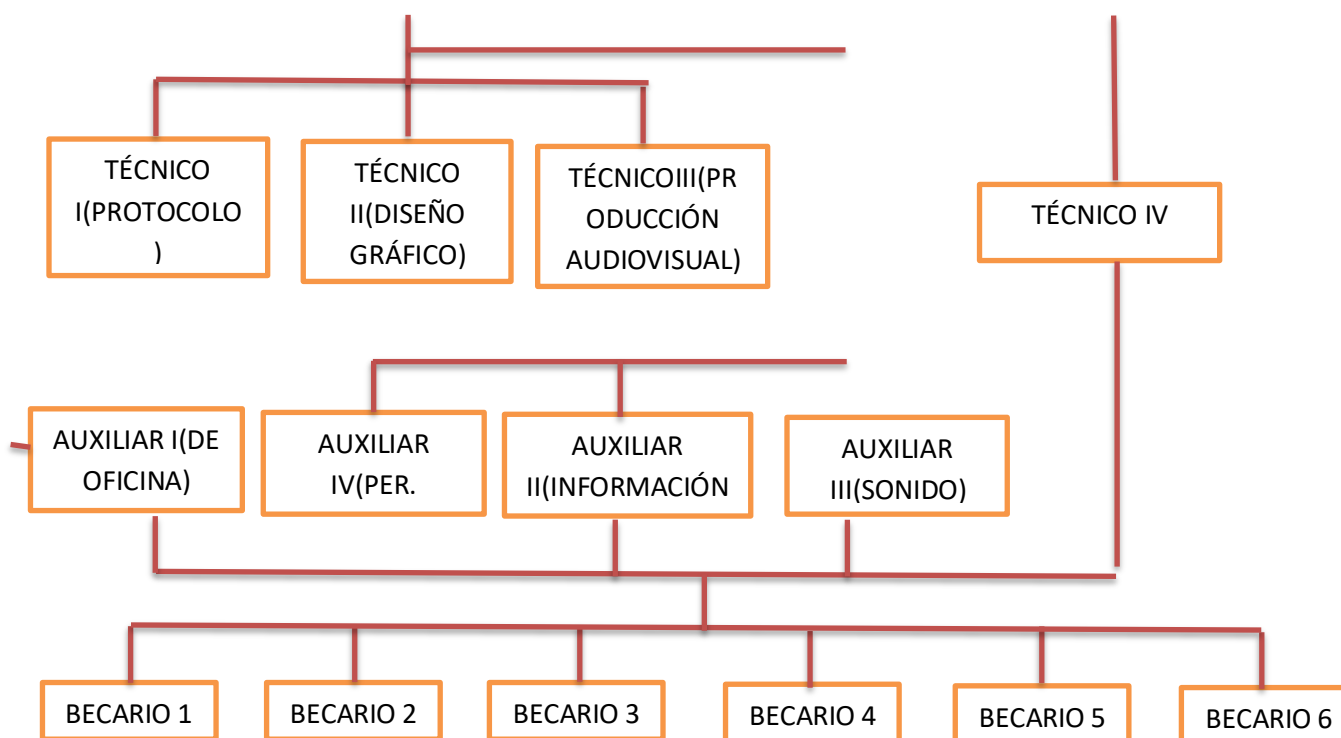 TÉCNICO
I(PROTOCOLO
)
TÉCNICO
II(DISEÑO
GRÁFICO)
TÉCNICOIII(PR
ODUCCIÓN
AUDIOVISUAL)
TÉCNICO IV
AUXILIAR I(DE
OFICINA)
AUXILIAR
IV(PER.
AUXILIAR
II(INFORMACIÓN
AUXILIAR
III(SONIDO)
BECARIO 1
BECARIO 2
BECARIO 3
BECARIO 4
BECARIO 5
BECARIO 6